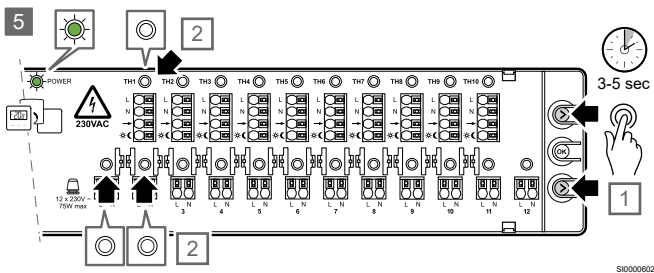 5
2
POWER
TH1 TH2 TH3 TH4 TH5 TH6 TH7 TH8 TH9 TH10
3-5 sec
230VAC
L
N
L L L L L L L L L
N N N N N N N N N
OK
12 x 230V ~
75W max
L N L N L N L N L N L N L N L N L N L N L N L N
3 4 5 6 7 8 9 10 11 12
1
2
SI0000602